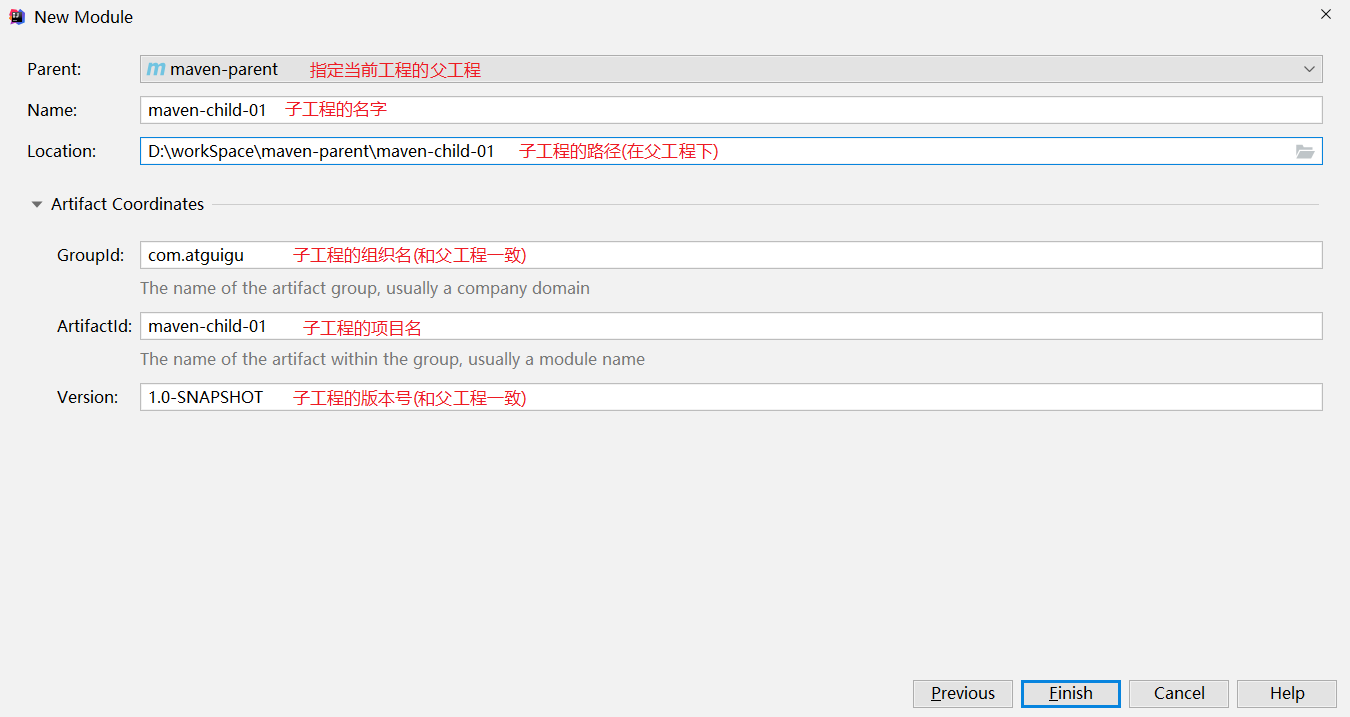 New Module
Parent: maven-parent 指定当前工程的父工程
Name: maven-child-01 子工程的名字
Location: D:\workSpace\maven-parent\maven-child-01 子工程的路径(在父工程下)
Artifact Coordinates
GroupId: com.atguigu 子工程的组织名(和父工程一致)
The name of the artifact group, usually a company domain
ArtifactId: maven-child-01 子工程的项目名
The name of the artifact within the group, usually a module name
Version: 1.0-SNAPSHOT 子工程的版本号(和父工程一致)
Previous Finish Cancel Help